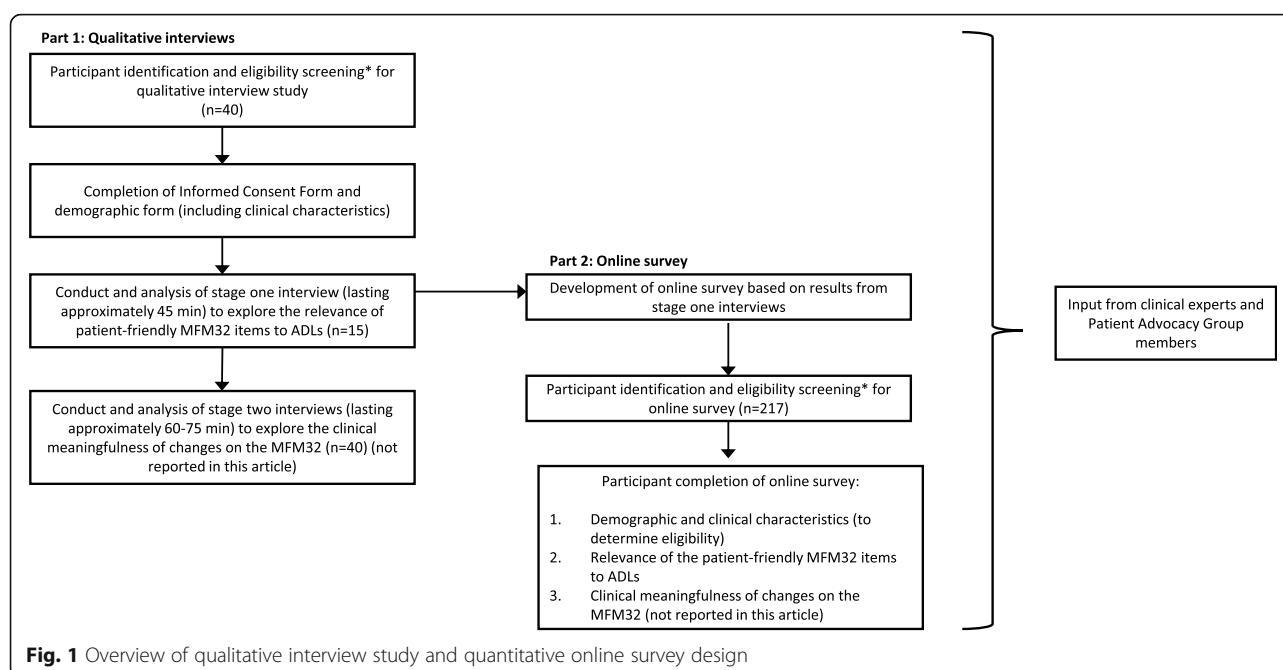 Part 1: Qualitative interviews
Participant identification and eligibility screening* for
qualitative interview study
(n=40)
Completion of Informed Consent Form and
demographic form (including clinical characteristics)
Conduct and analysis of stage one interview (lasting
approximately 45 min) to explore the relevance of
patient-friendly MFM32 items to ADLs (n=15)
Conduct and analysis of stage two interviews (lasting
approximately 60-75 min) to explore the clinical
meaningfulness of changes on the MFM32 (n=40) (not
reported in this article)
Part 2: Online survey
Development of online survey based on results from
stage one interviews
Participant identification and eligibility screening* for
online survey (n=217)
Participant completion of online survey:
1. Demographic and clinical characteristics (to
determine eligibility)
2. Relevance of the patient-friendly MFM32 items
to ADLs
3. Clinical meaningfulness of changes on the
MFM32 (not reported in this article)
Input from clinical experts and
Patient Advocacy Group
members
Fig. 1 Overview of qualitative interview study and quantitative online survey design